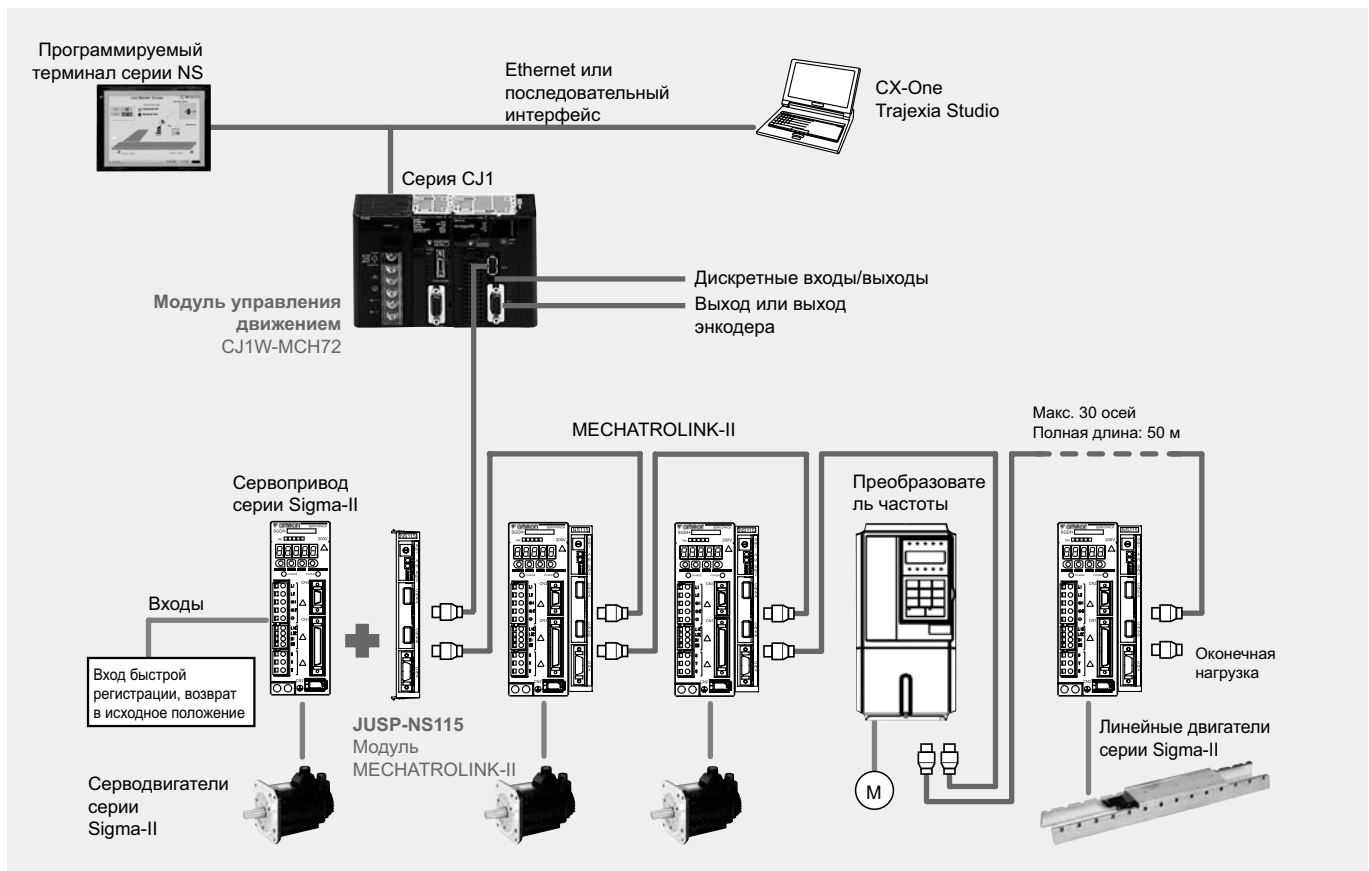 Программируемый
терминал серии NS
Ethernet или
последовательный
интерфейс
CX-One
Trajexia Studio
Серия CJ1
Дискретные входы/выходы
Выход или выход
энкодера
Модуль управления
движением
CJ1W-MCH72
MECHATROLINK-II
Макс. 30 осей
Полная длина: 50 м
Сервопривод
серии Sigma-II
Преобразовате
ль частоты
Входы
Вход быстрой
регистрации, возврат
в исходное положение
Оконечная
нагрузка
JUSP-NS115
Модуль
MECHATROLINK-II
Линейные двигатели
серии Sigma-II
Серводвигатели
серии
Sigma-II
M